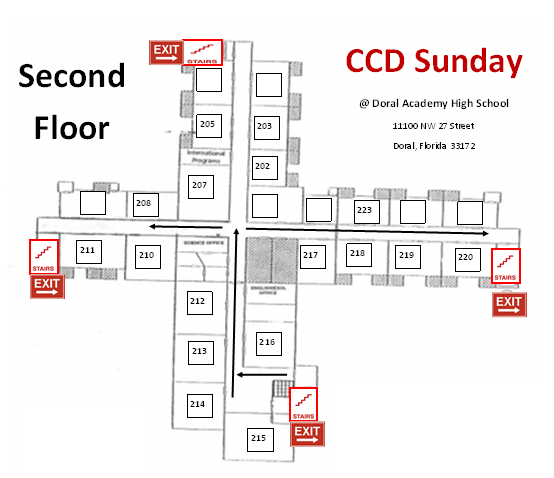 EXIT
STAIRS
Second
Floor
CCD Sunday
@ Doral Academy High School
11100 NW 27 Street
Doral, Florida 33172
205
203
International
Programs
202
207
208
223
211
210
SCIENCE OFFICE
217
218
219
220
STAIRS
EXIT
STAIRS
EXIT
ENGLISH/ESOL
OFFICE
212
213
216
214
STAIRS
EXIT
215